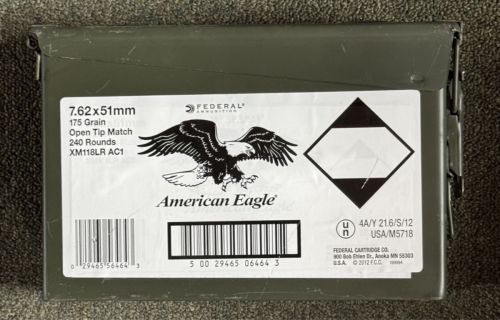 FEDERAL
AMMUNITION
7.62x51mm
175 Grain
Open Tip Match
240 Rounds
XM118LR AC1
American Eagle®
0 29465 56464 3
5 00 29465 06464 3
u
n
4A/Y 21.6/S/12
USA/M5718
FEDERAL CARTRIDGE CO.
900 Bob Ehlen Dr., Anoka MN 55303
U.S.A. © 2012 F.C.C.